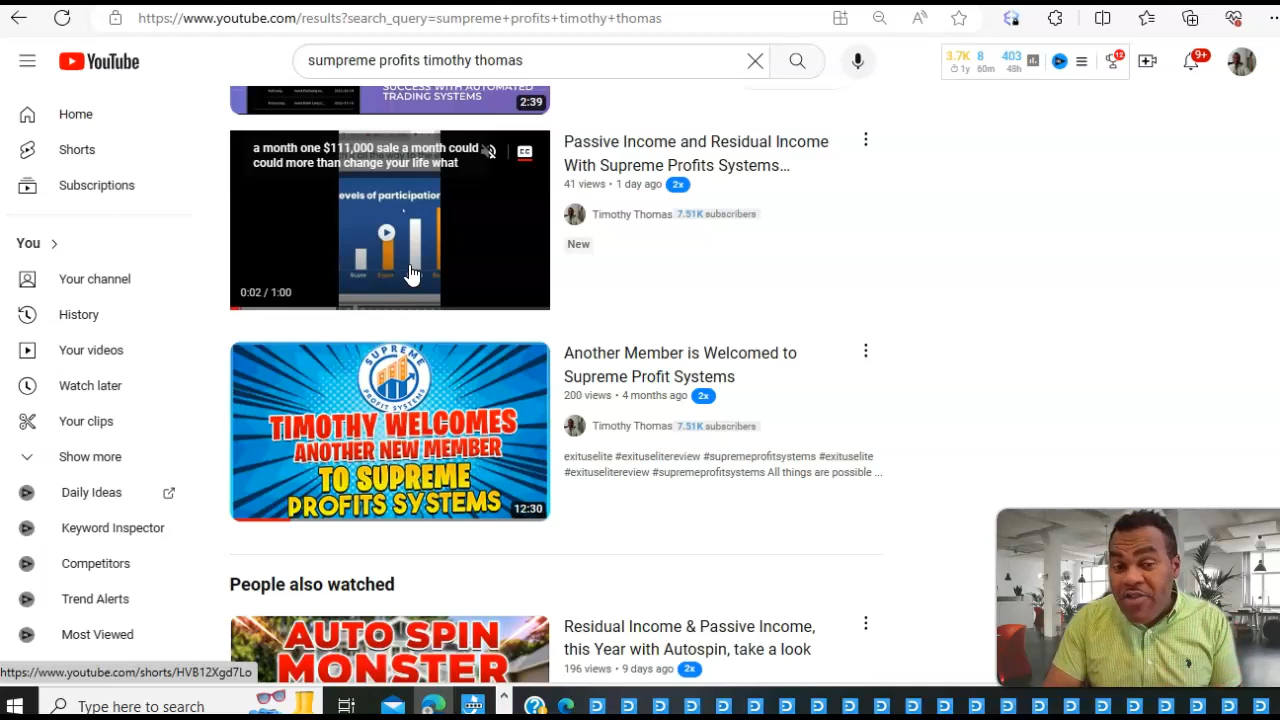 https://www.youtube.com/results?search_query=sumpreme+profits+timothy+thomas
YouTube
sumpreme profits timothy thomas
3.7K 8 403
1y 60m 48h
12
9+
Home
Shorts
Subscriptions
You
Your channel
History
Your videos
Watch later
Your clips
Show more
Daily Ideas
Keyword Inspector
Competitors
Trend Alerts
Most Viewed
SUCCESS WITH AUTOMATED
TRADING SYSTEMS
2:39
a month one $111,000 sale a month could
could more than change your life what
CC
evels of participation
0:02 / 1:00
Passive Income and Residual Income
With Supreme Profits Systems...
41 views • 1 day ago 2x
Timothy Thomas 7.51K subscribers
New
SUPREME
PROFIT SYSTEMS
TIMOTHY WELCOMES
ANOTHER NEW MEMBER
TO SUPREME
PROFITS SYSTEMS
12:30
Another Member is Welcomed to
Supreme Profit Systems
200 views • 4 months ago 2x
Timothy Thomas 7.51K subscribers
exituselite #exituselitereview #supremeprofitsystems #exituselite
#exituselitereview #supremeprofitsystems All things are possible ...
People also watched
AUTO SPIN
MONSTER
Residual Income & Passive Income,
this Year with Autospin, take a look
196 views • 9 days ago 2x
https://www.youtube.com/shorts/HVB12Xgd7Lo
Type here to search